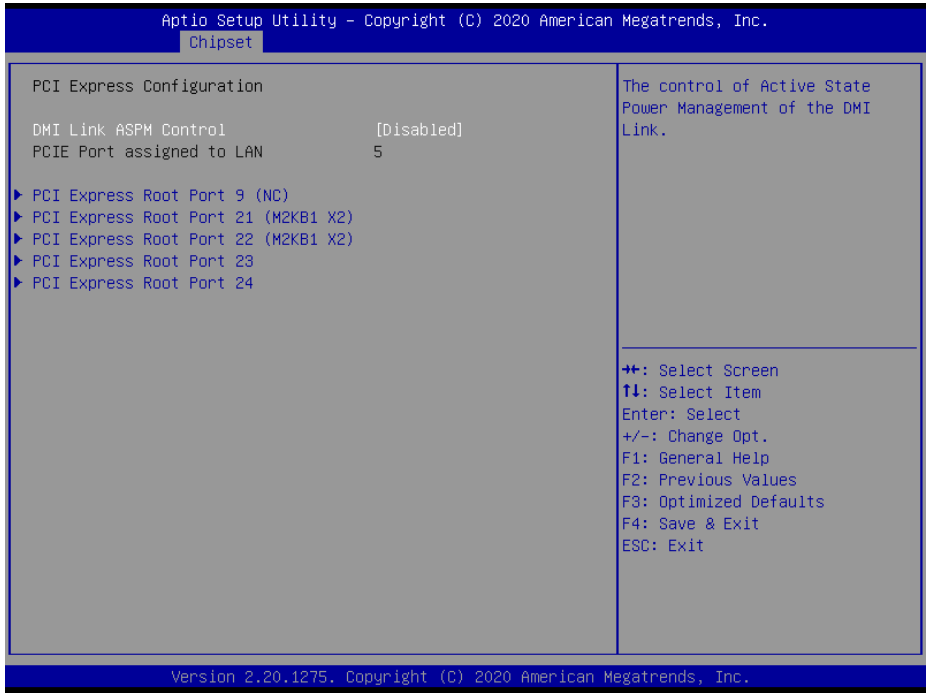 Aptio Setup Utility – Copyright (C) 2020 American Megatrends, Inc.
Chipset
PCI Express Configuration
DMI Link ASPM Control [Disabled]
PCIE Port assigned to LAN 5
PCI Express Root Port 9 (NC)
PCI Express Root Port 21 (M2KB1 X2)
PCI Express Root Port 22 (M2KB1 X2)
PCI Express Root Port 23
PCI Express Root Port 24
The control of Active State
Power Management of the DMI
Link.
→←: Select Screen
↑↓: Select Item
Enter: Select
+/-: Change Opt.
F1: General Help
F2: Previous Values
F3: Optimized Defaults
F4: Save & Exit
ESC: Exit
Version 2.20.1275. Copyright (C) 2020 American Megatrends, Inc.